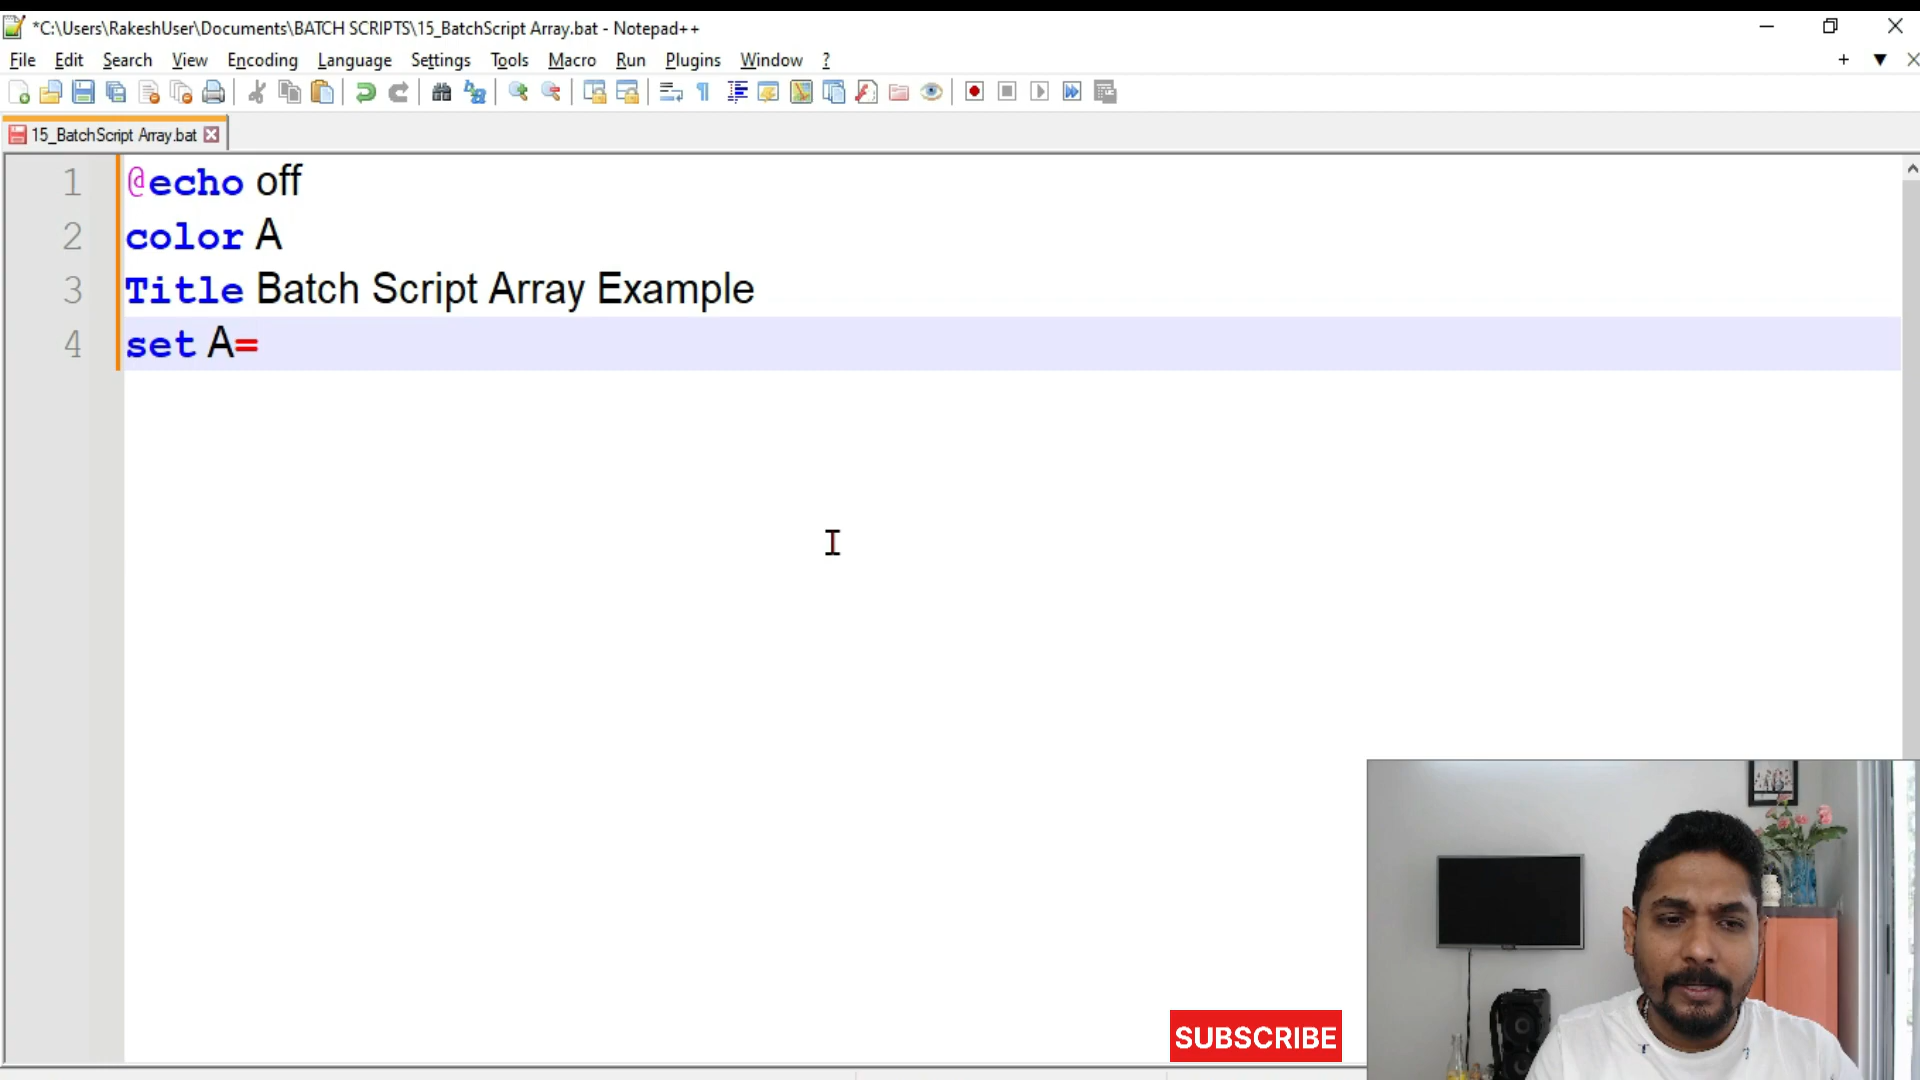 *C:\Users\RakeshUser\Documents\BATCH SCRIPTS\15_BatchScript Array.bat - Notepad++
File Edit Search View Encoding Language Settings Tools Macro Run Plugins Window ?
15_BatchScript Array.bat
1 @echo off
2 color A
3 Title Batch Script Array Example
4 set A=
SUBSCRIBE